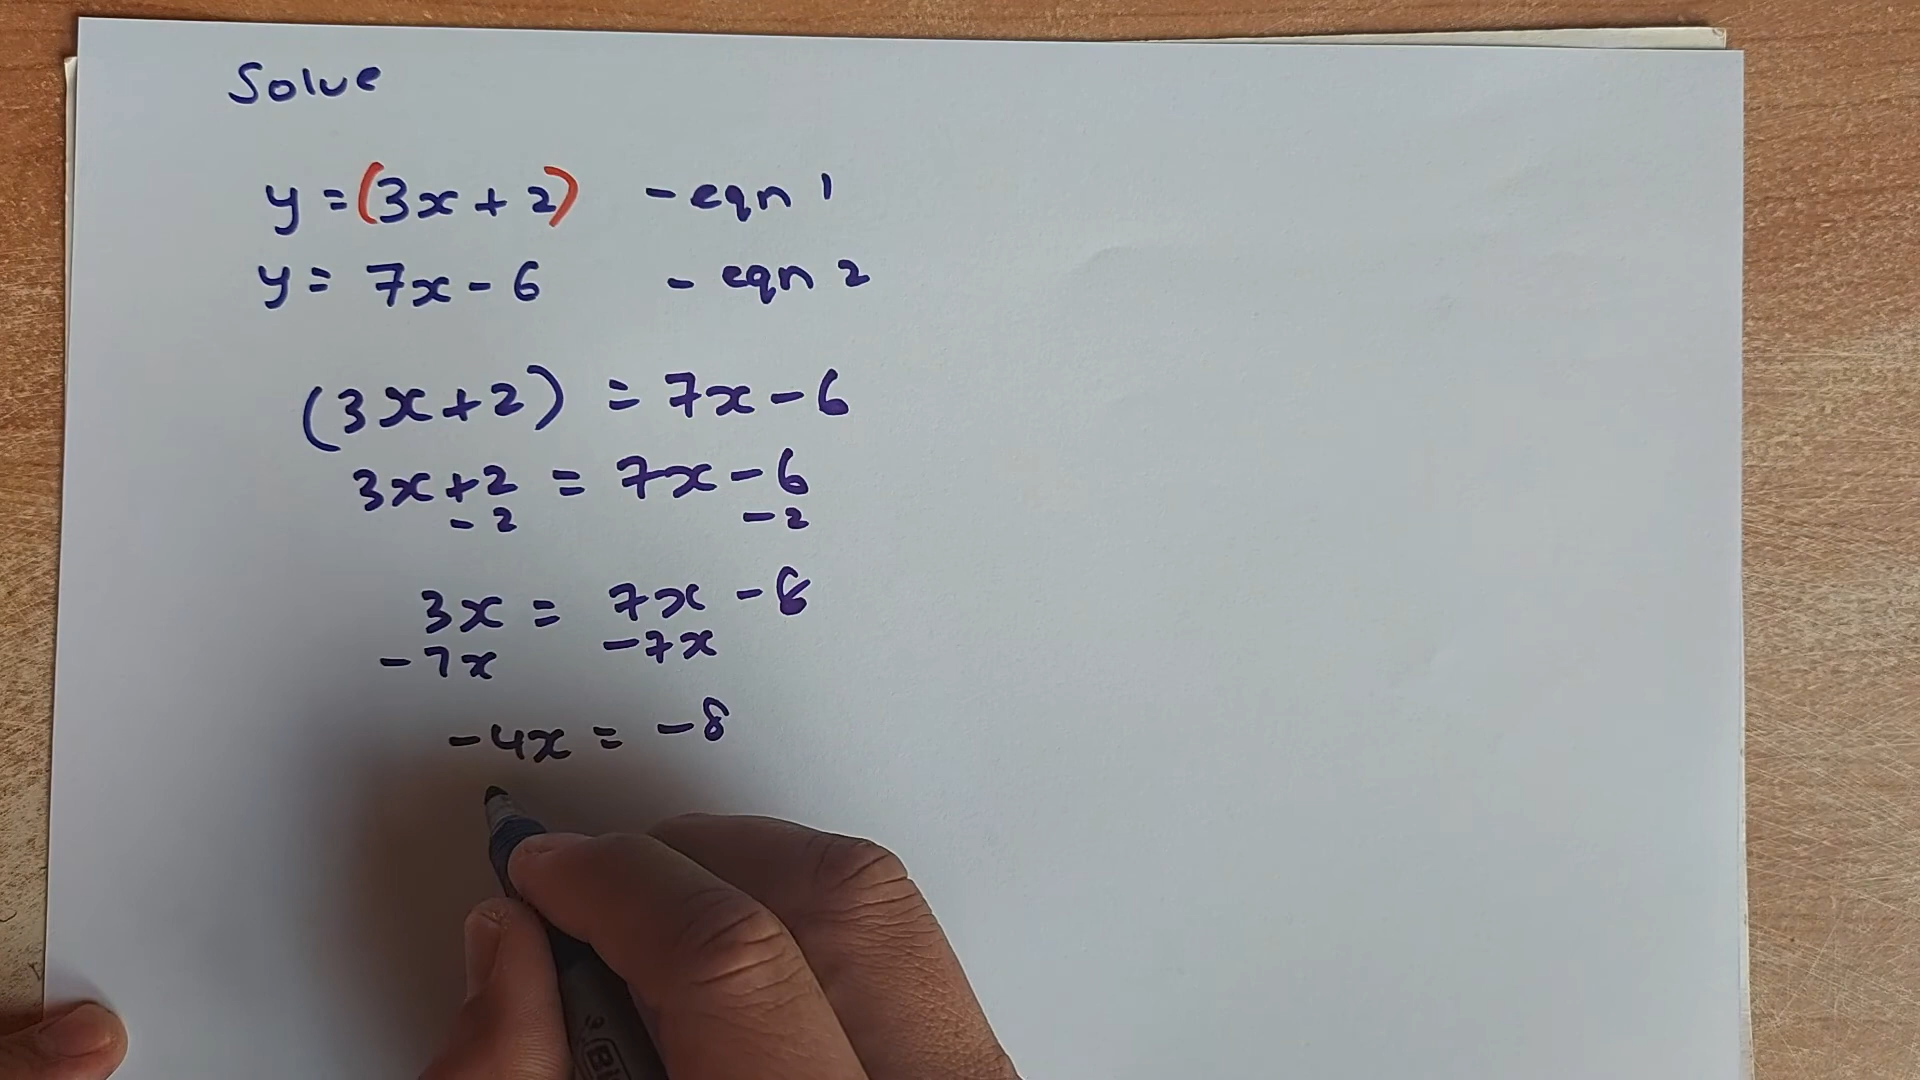 Solve
y = (3x + 2) - eqn 1
y = 7x - 6 - eqn 2
(3x + 2) = 7x - 6
3x + 2 = 7x - 6
- 2 - 2
3x = 7x - 8
- 7x - 7x
- 4x = - 8